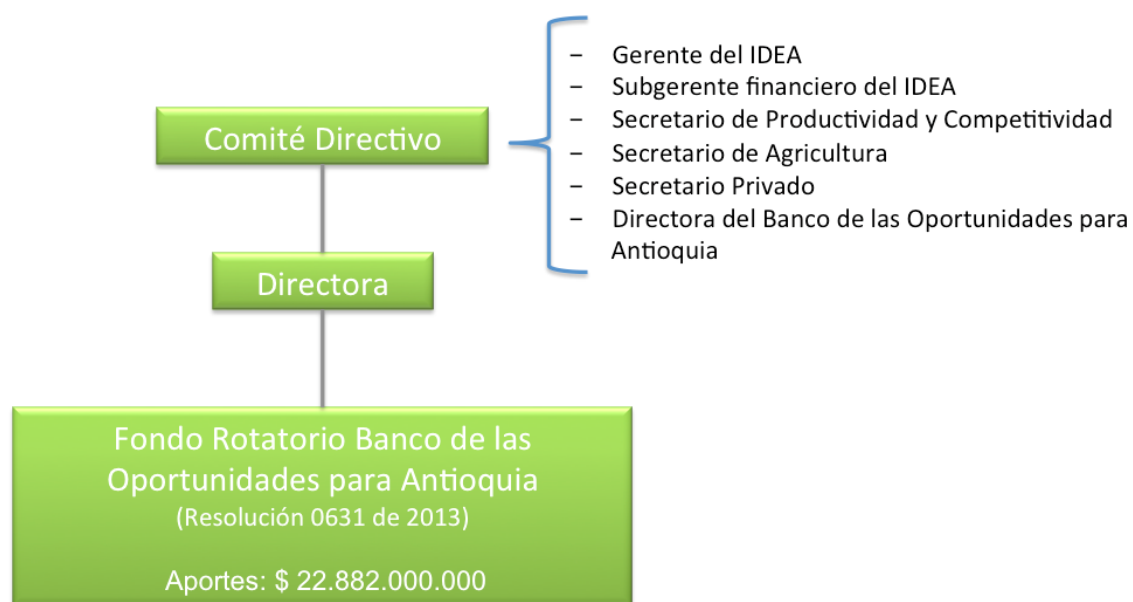 Comité Directivo
– Gerente del IDEA
– Subgerente financiero del IDEA
– Secretario de Productividad y Competitividad
– Secretario de Agricultura
– Secretario Privado
– Directora del Banco de las Oportunidades para
Antioquia
Directora
Fondo Rotatorio Banco de las
Oportunidades para Antioquia
(Resolución 0631 de 2013)
Aportes: $ 22.882.000.000